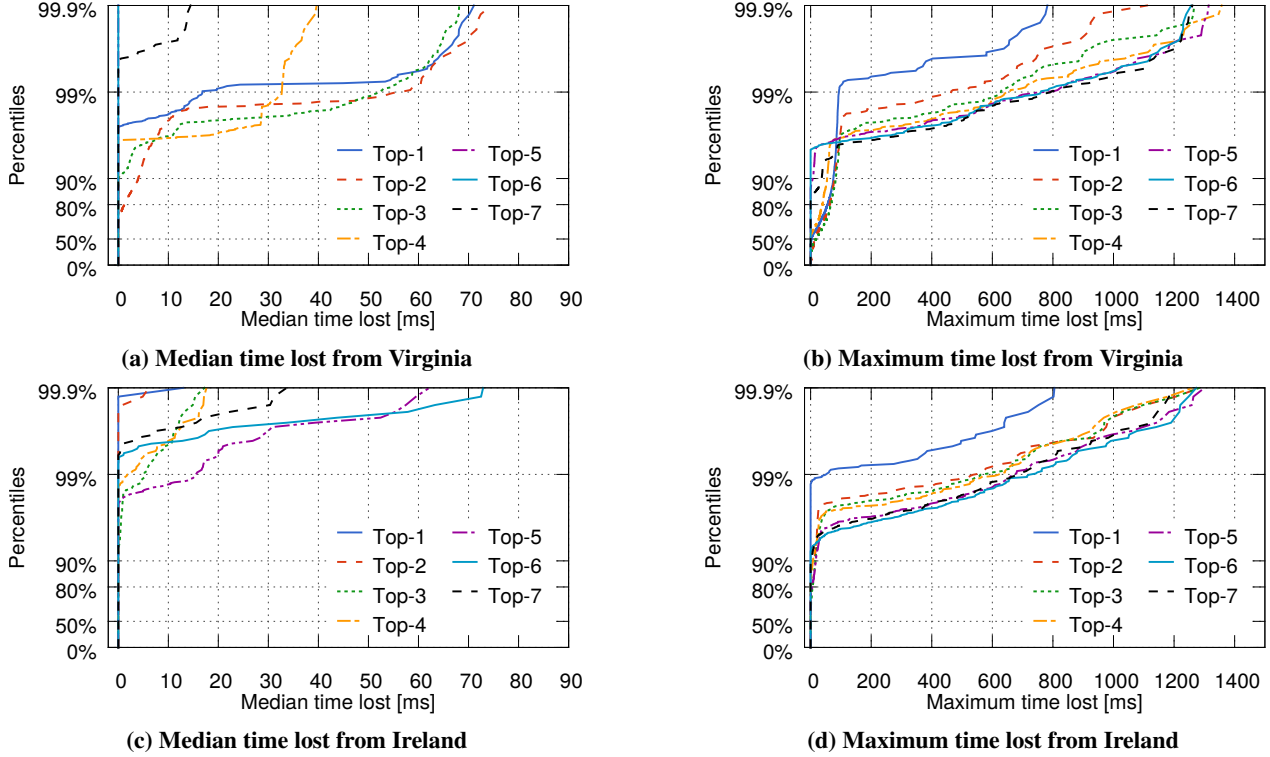 99.9%
99%
90%
80%
50%
0%
Percentiles
Top-1
Top-2
Top-3
Top-4
Top-5
Top-6
Top-7
0 10 20 30 40 50 60 70 80 90
Median time lost [ms]
(a) Median time lost from Virginia
99.9%
99%
90%
80%
50%
0%
Percentiles
Top-1
Top-2
Top-3
Top-4
Top-5
Top-6
Top-7
0 200 400 600 800 1000 1200 1400
Maximum time lost [ms]
(b) Maximum time lost from Virginia
99.9%
99%
90%
80%
50%
0%
Percentiles
Top-1
Top-2
Top-3
Top-4
Top-5
Top-6
Top-7
0 10 20 30 40 50 60 70 80 90
Median time lost [ms]
(c) Median time lost from Ireland
99.9%
99%
90%
80%
50%
0%
Percentiles
Top-1
Top-2
Top-3
Top-4
Top-5
Top-6
Top-7
0 200 400 600 800 1000 1200 1400
Maximum time lost [ms]
(d) Maximum time lost from Ireland